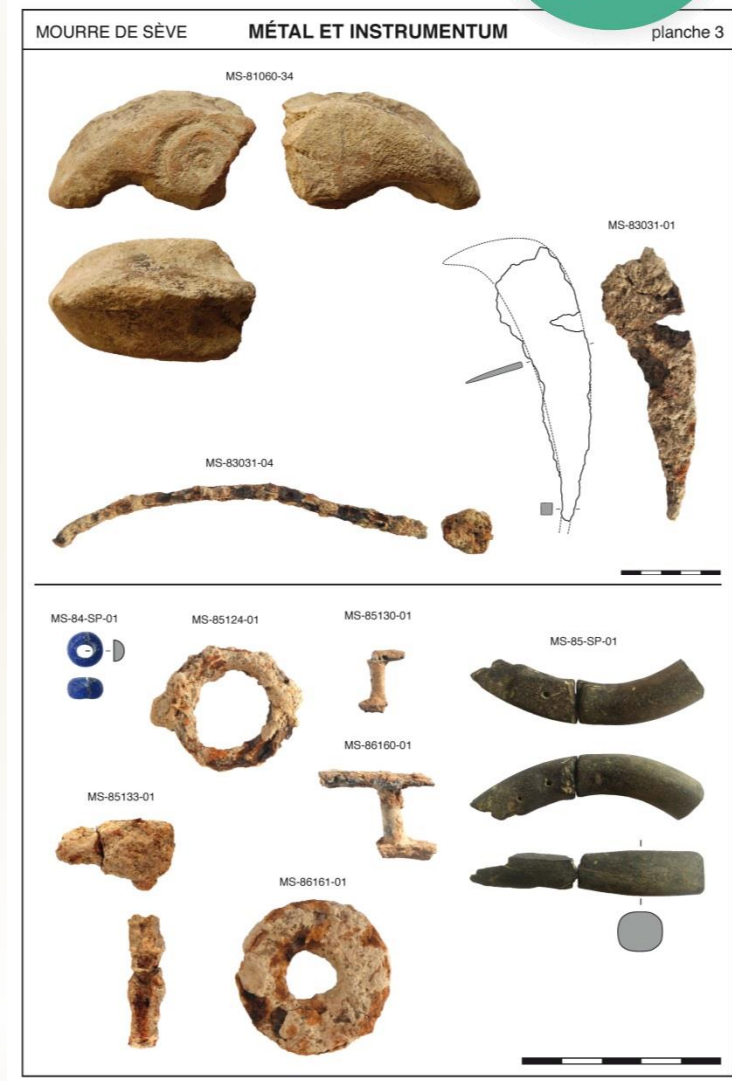 MOURRE DE SÈVE MÉTAL ET INSTRUMENTUM planche 3
MS-81060-34
MS-83031-01
MS-83031-04
MS-84-SP-01
MS-85124-01
MS-85130-01
MS-85-SP-01
MS-86160-01
MS-85133-01
MS-86161-01